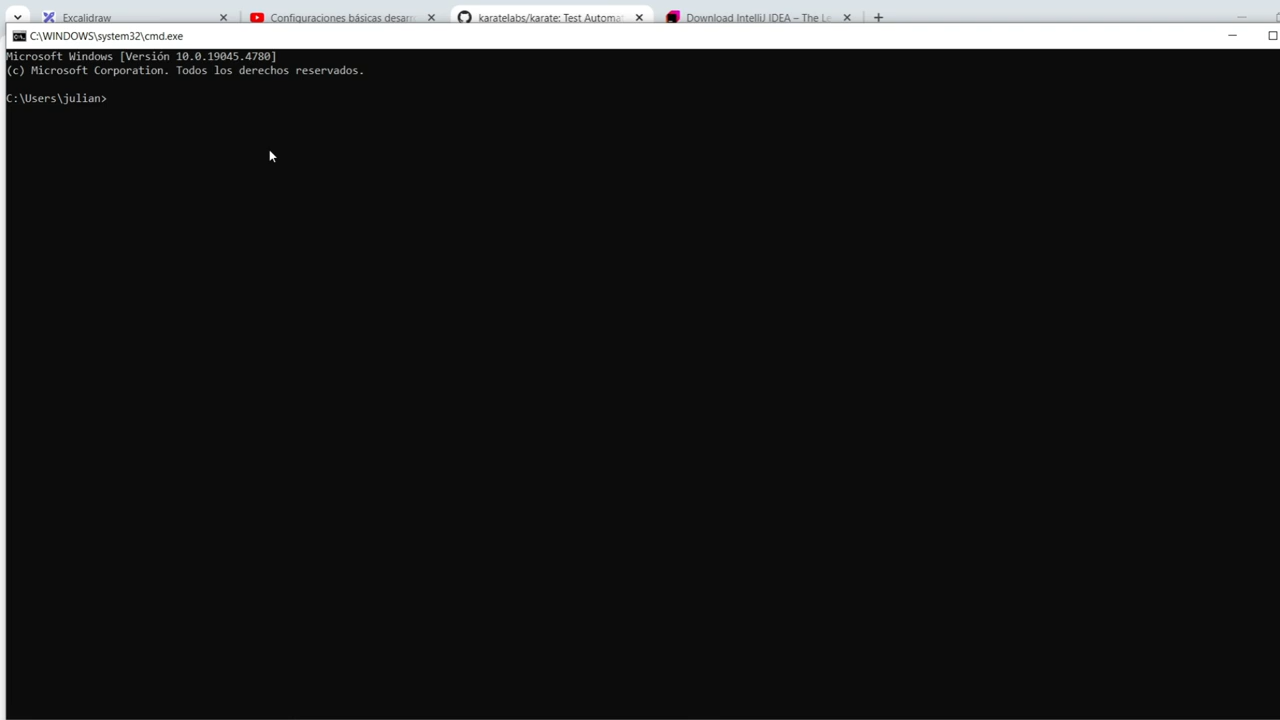 Excalidraw
Configuraciones básicas desarr
karatelabs/karate: Test Automa
Download IntelliJ IDEA – The Le
C:\WINDOWS\system32\cmd.exe
Microsoft Windows [Versión 10.0.19045.4780]
(c) Microsoft Corporation. Todos los derechos reservados.
C:\Users\julian>